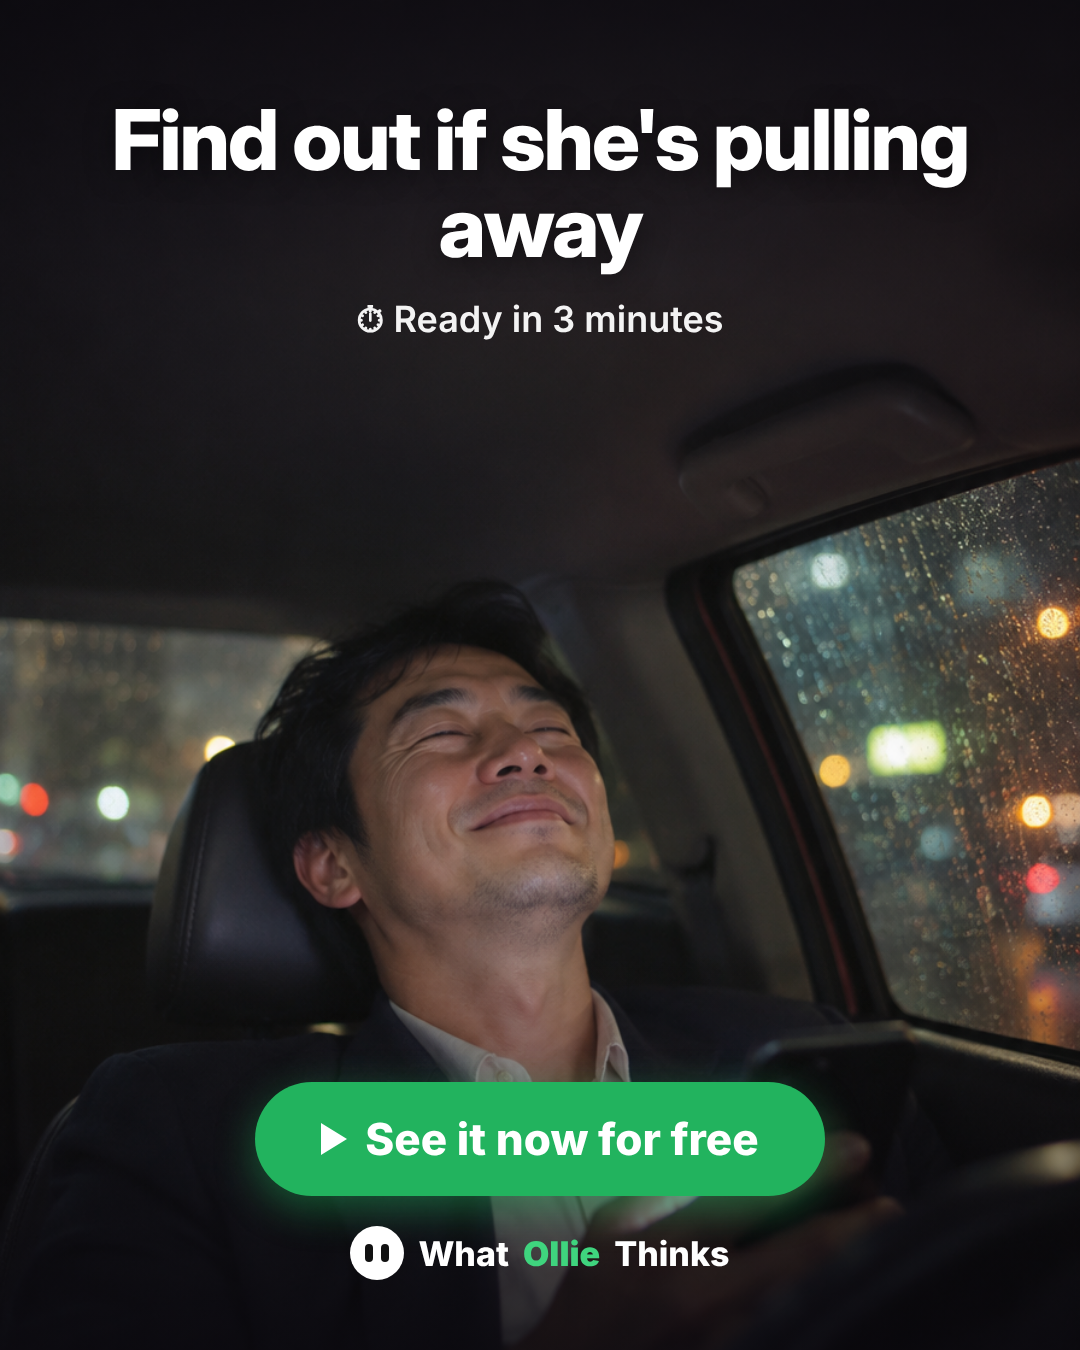 Find out if she's pulling
away
⏱ Ready in 3 minutes
See it now for free
What Ollie Thinks